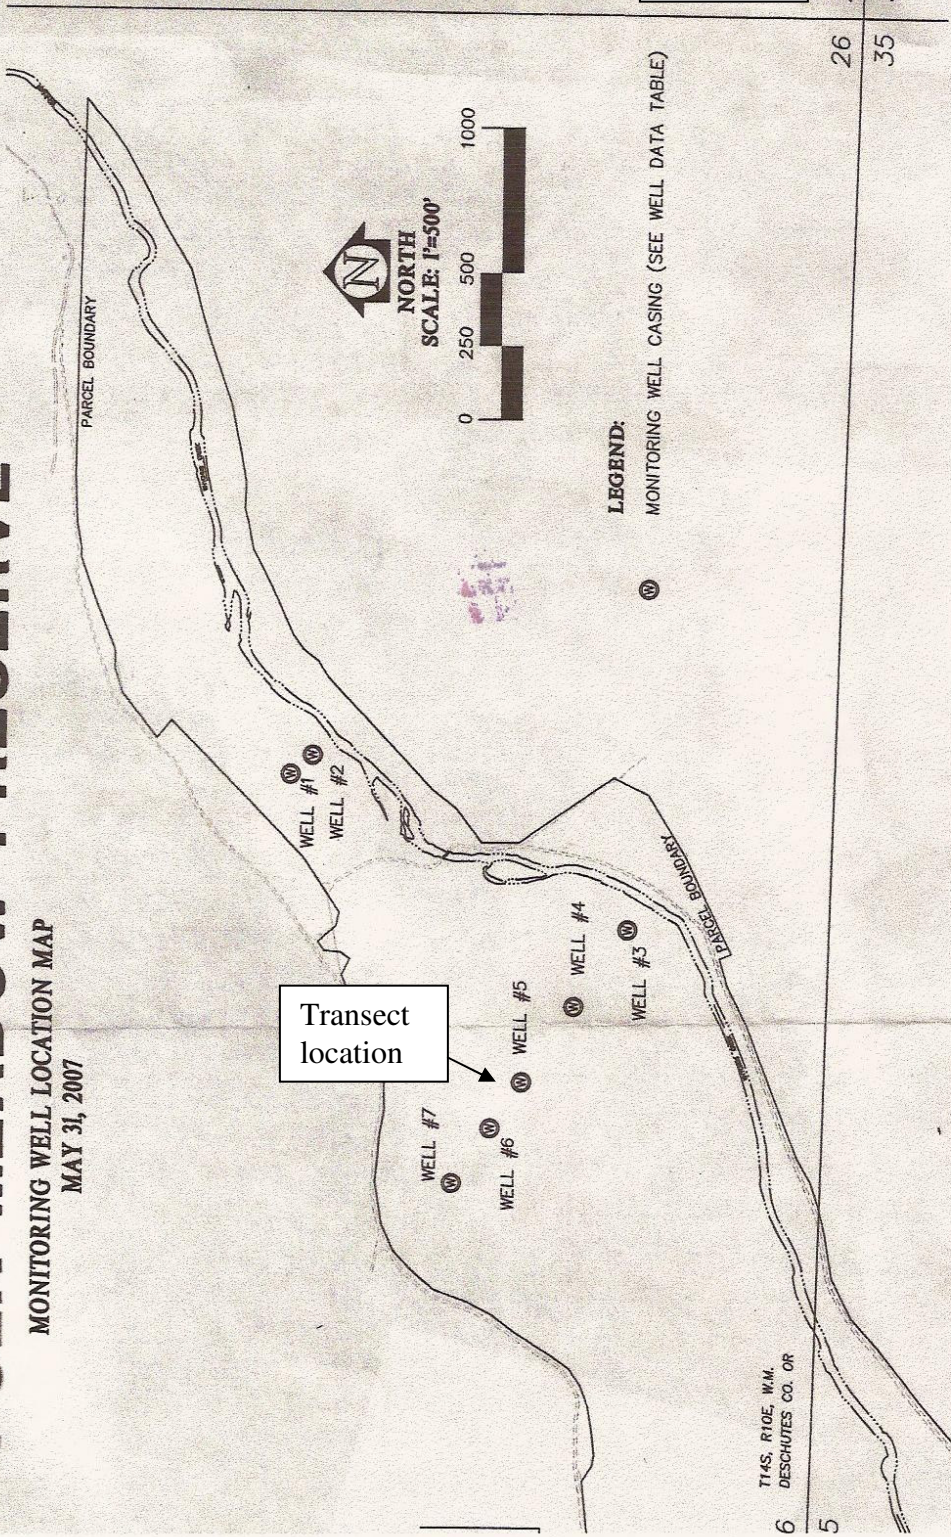 MONITORING WELL LOCATION MAP
MAY 31, 2007
PARCEL BOUNDARY
N
NORTH
SCALE: 1"=500'
0 250 500 1000
LEGEND:
W MONITORING WELL CASING (SEE WELL DATA TABLE)
W
WELL #1
W
WELL #2
W
WELL #3
W
WELL #4
W
WELL #5
W
WELL #6
W
WELL #7
Transect
location
PARCEL BOUNDARY
T14S, R10E, W.M.
DESCHUTES CO. OR
26
35
6
5